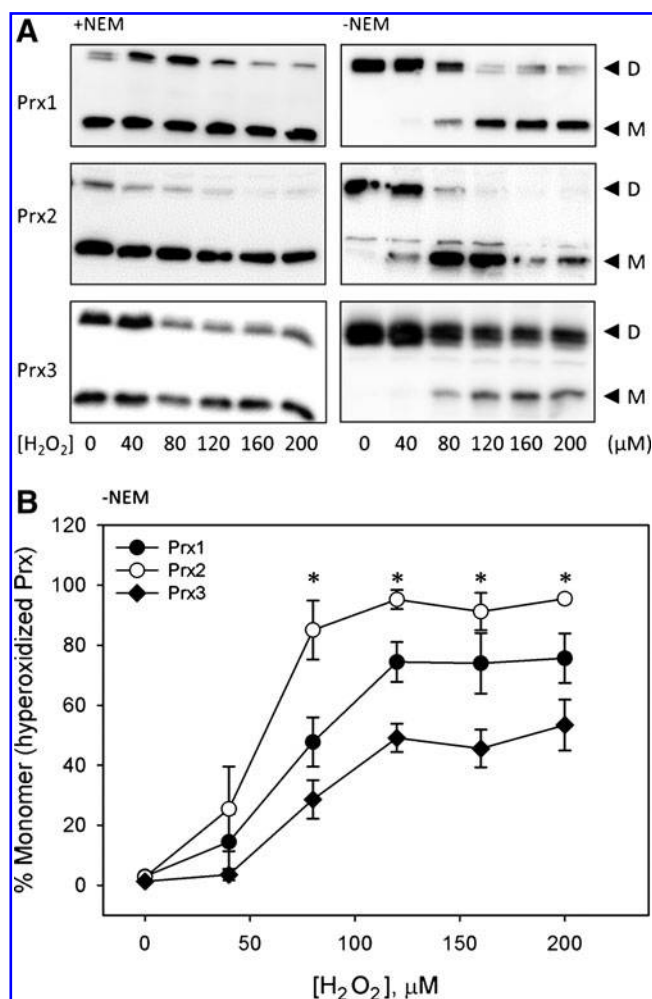 A
+NEM
-NEM
Prx1
D
M
Prx2
D
M
Prx3
D
M
[H₂O₂] 0 40 80 120 160 200 0 40 80 120 160 200 (μM)
B
-NEM
% Monomer (hyperoxidized Prx)
120
100
80
60
40
20
0
Prx1
Prx2
Prx3
* * * *
0 50 100 150 200
[H₂O₂], μM